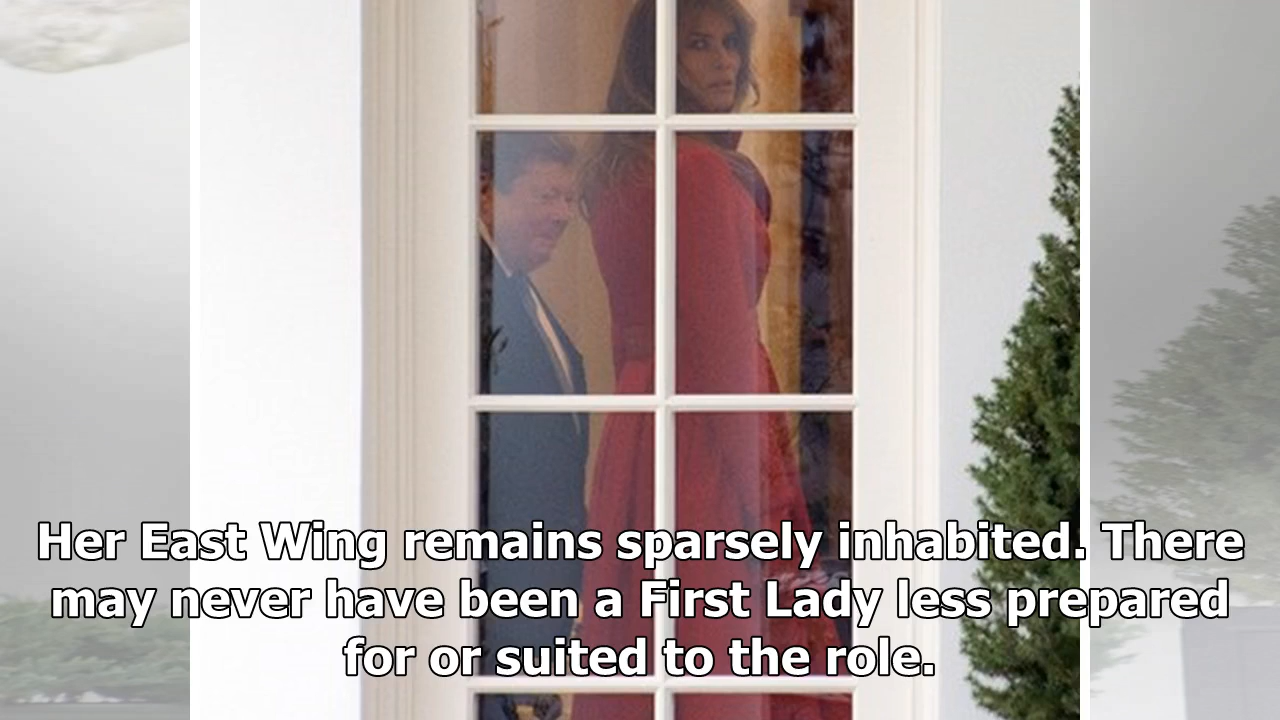 Her East Wing remains sparsely inhabited. There
may never have been a First Lady less prepared
for or suited to the role.